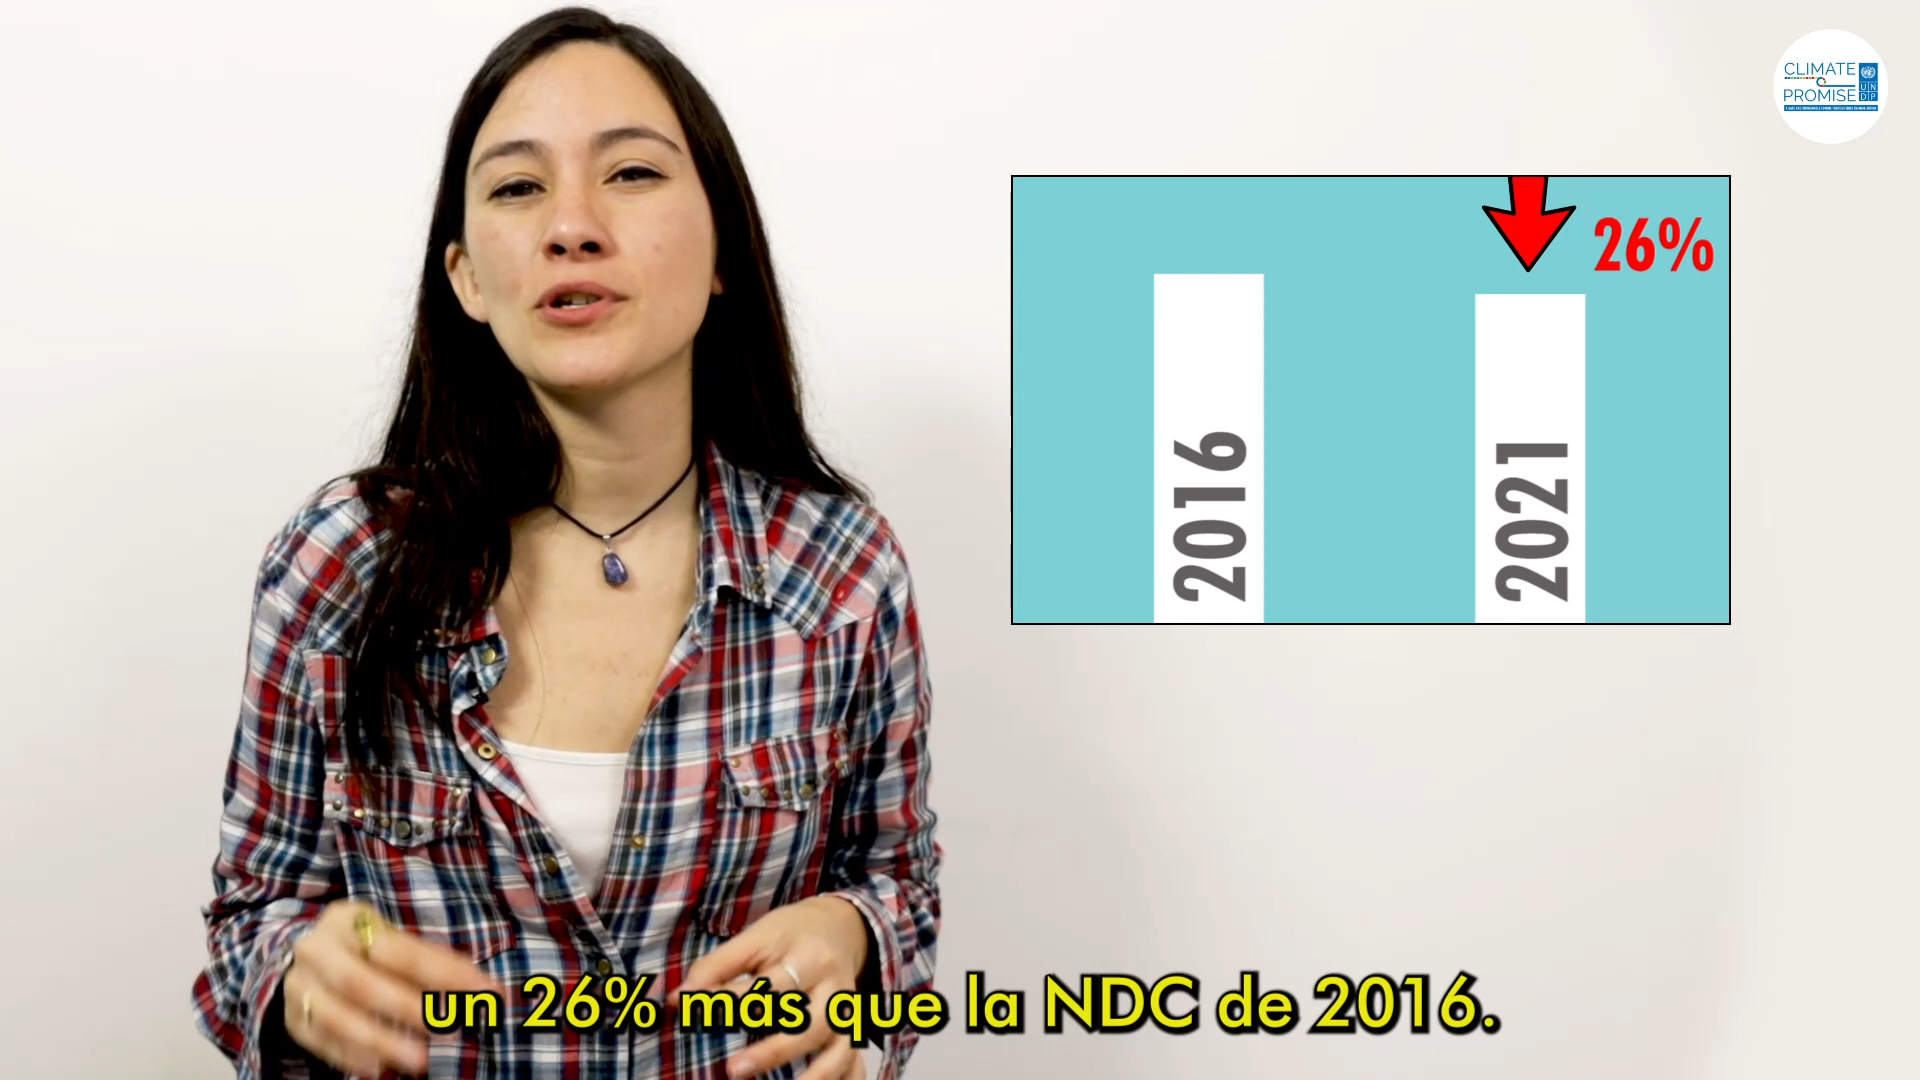 CLIMATE
PROMISE
UN
DP
26%
2016
2021
un 26% más que la NDC de 2016.